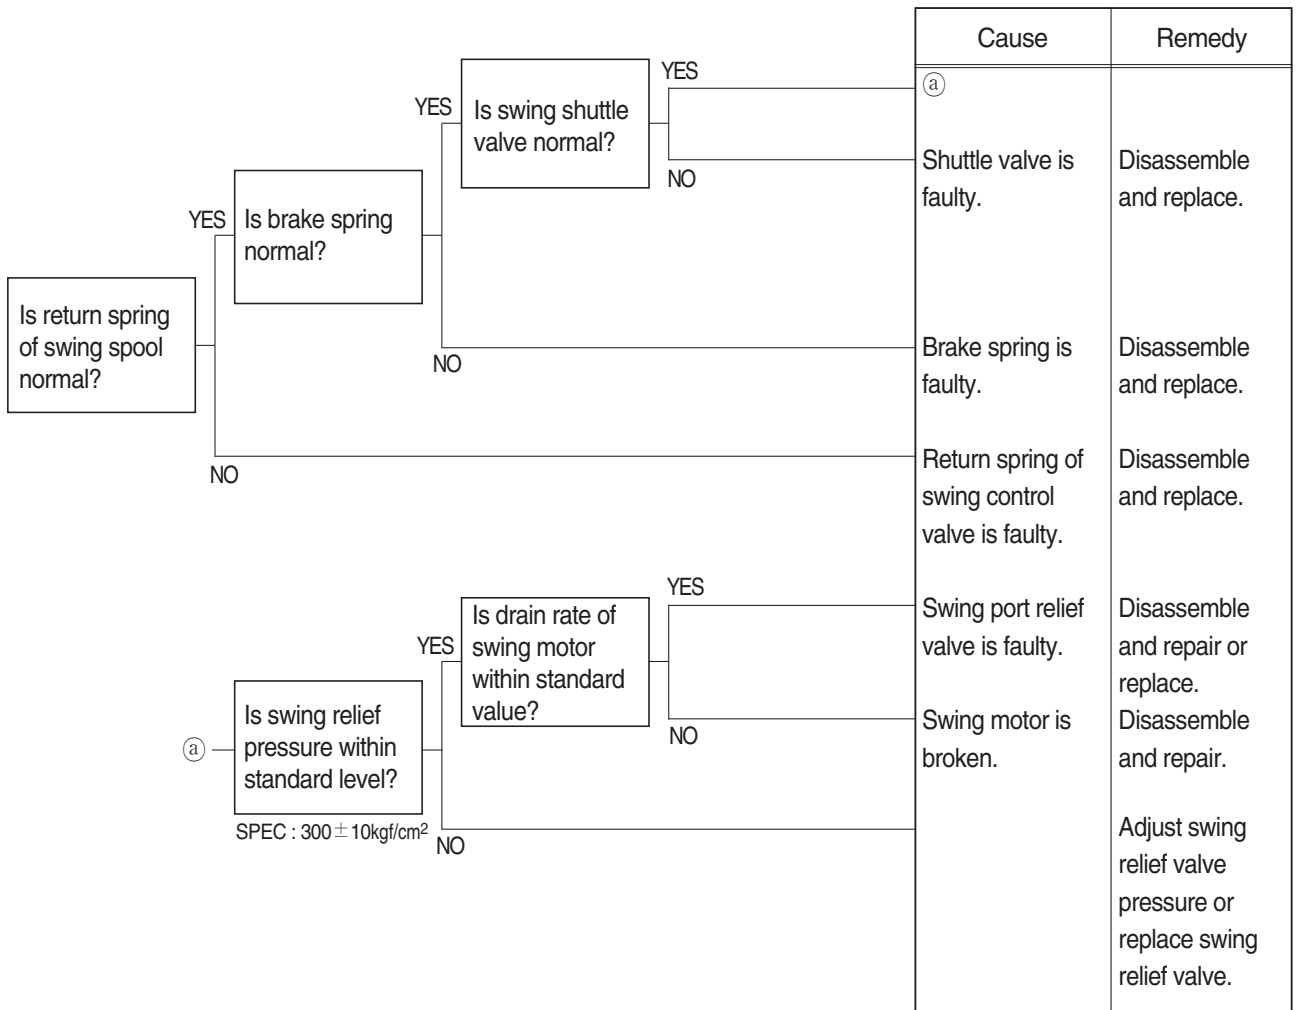 Cause
Remedy
YES
ⓐ
YES
Is swing shuttle
valve normal?
NO
Shuttle valve is
faulty.
Disassemble
and replace.
YES
Is brake spring
normal?
Is return spring
of swing spool
normal?
NO
Brake spring is
faulty.
Disassemble
and replace.
NO
Return spring of
swing control
valve is faulty.
Disassemble
and replace.
YES
Swing port relief
valve is faulty.
Disassemble
and repair or
replace.
YES
Is drain rate of
swing motor
within standard
value?
NO
Swing motor is
broken.
Disassemble
and repair.
ⓐ
Is swing relief
pressure within
standard level?
SPEC : 300±10kgf/cm²
NO
Adjust swing
relief valve
pressure or
replace swing
relief valve.